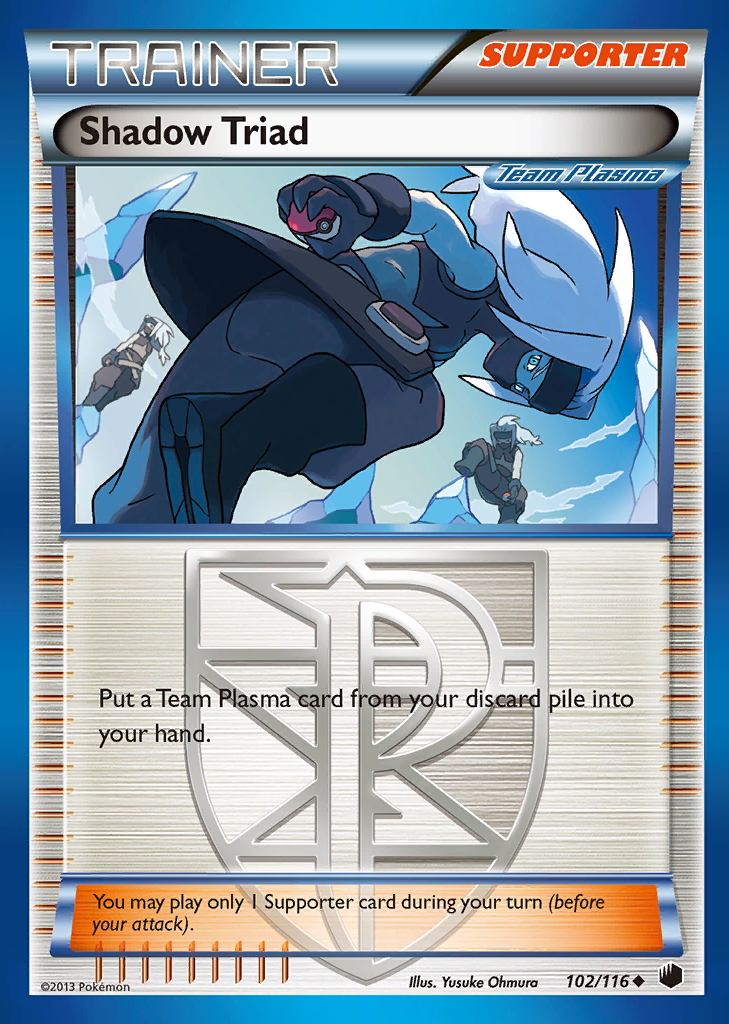 TRAINER
SUPPORTER
Shadow Triad
Team Plasma
Put a Team Plasma card from your discard pile into
your hand.
You may play only 1 Supporter card during your turn (before
your attack).
©2013 Pokémon
Illus. Yusuke Ohmura
102/116